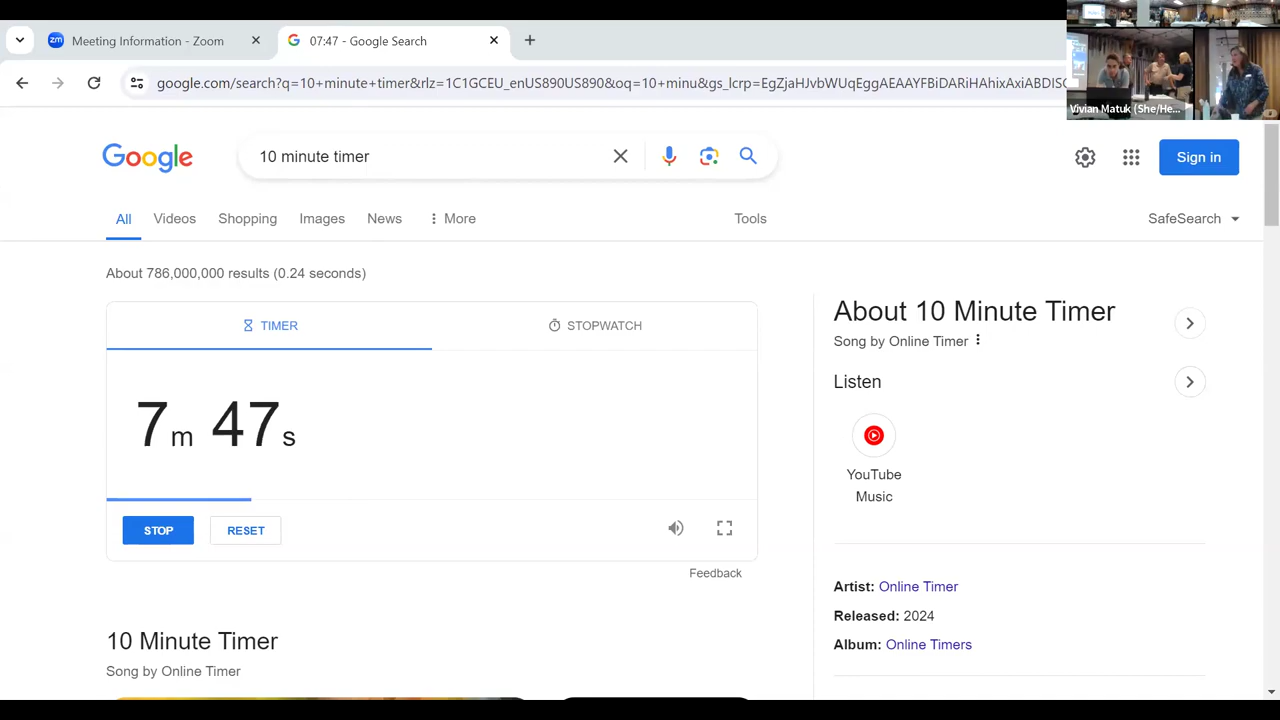 Meeting Information - Zoom
07:47 - Google Search
google.com/search?q=10+minute+timer&rlz=1C1GCEU_enUS890US890&oq=10+minu&gs_lcrp=EgZjaHJvbWUqEggAEAAYFBiDARiHAhixAxiABDISC
Vivian Matuk (She/He...
Google
10 minute timer
Sign in
All
Videos
Shopping
Images
News
More
Tools
SafeSearch
About 786,000,000 results (0.24 seconds)
TIMER
STOPWATCH
7m 47s
STOP
RESET
Feedback
10 Minute Timer
Song by Online Timer
About 10 Minute Timer
Song by Online Timer
Listen
YouTube
Music
Artist: Online Timer
Released: 2024
Album: Online Timers